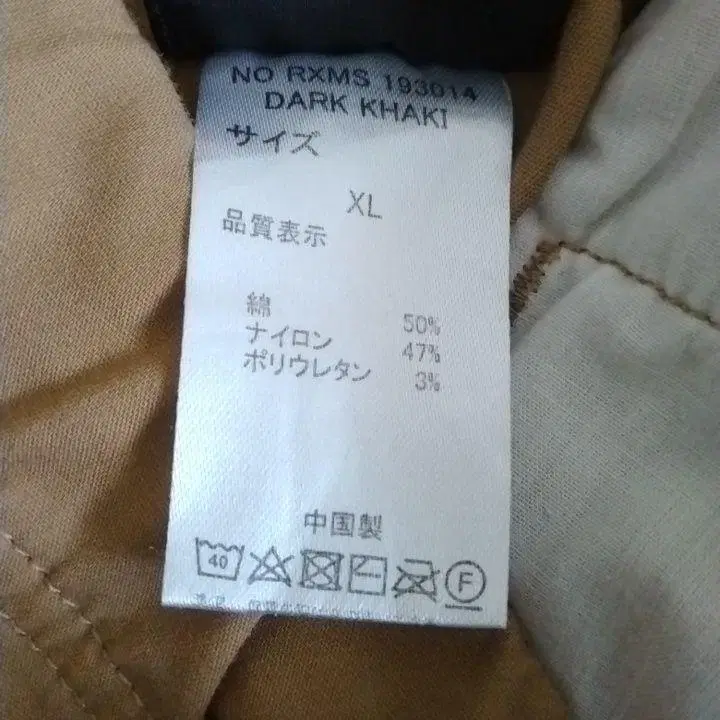 NO RXMS 193014
DARK KHAKI
サイズ
XL
品質表示
綿 50%
ナイロン 47%
ポリウレタン 3%
中国製
40 F